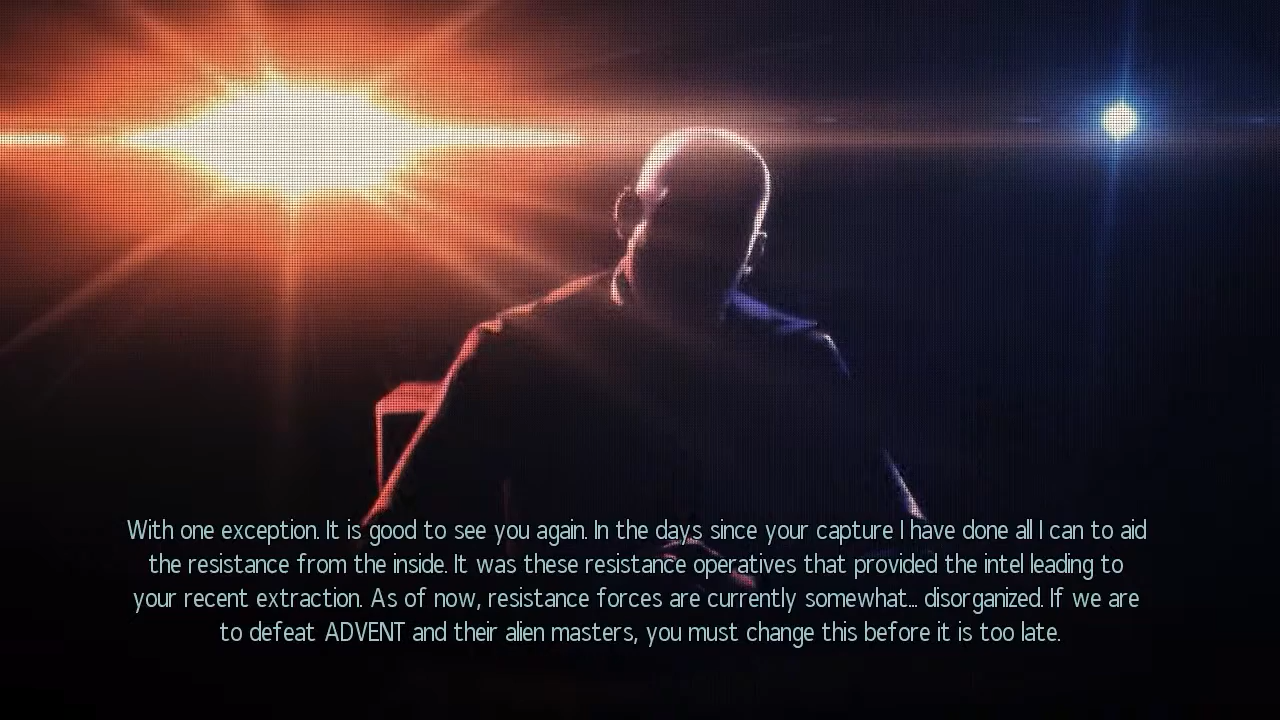 With one exception. It is good to see you again. In the days since your capture I have done all I can to aid
the resistance from the inside. It was these resistance operatives that provided the intel leading to
your recent extraction. As of now, resistance forces are currently somewhat... disorganized. If we are
to defeat ADVENT and their alien masters, you must change this before it is too late.